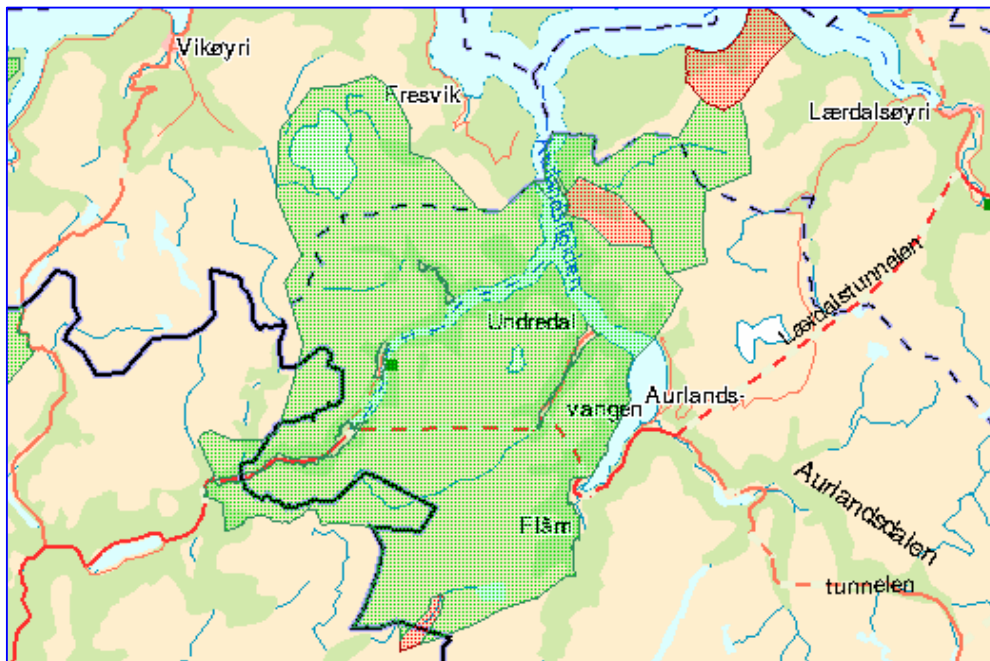 Vikøyri
Fresvik
Lærdalsøyri
Undredal
Lærdalstunnelen
Aurlands-
vangen
Aurlandsdalen
Flåm
tunnelen